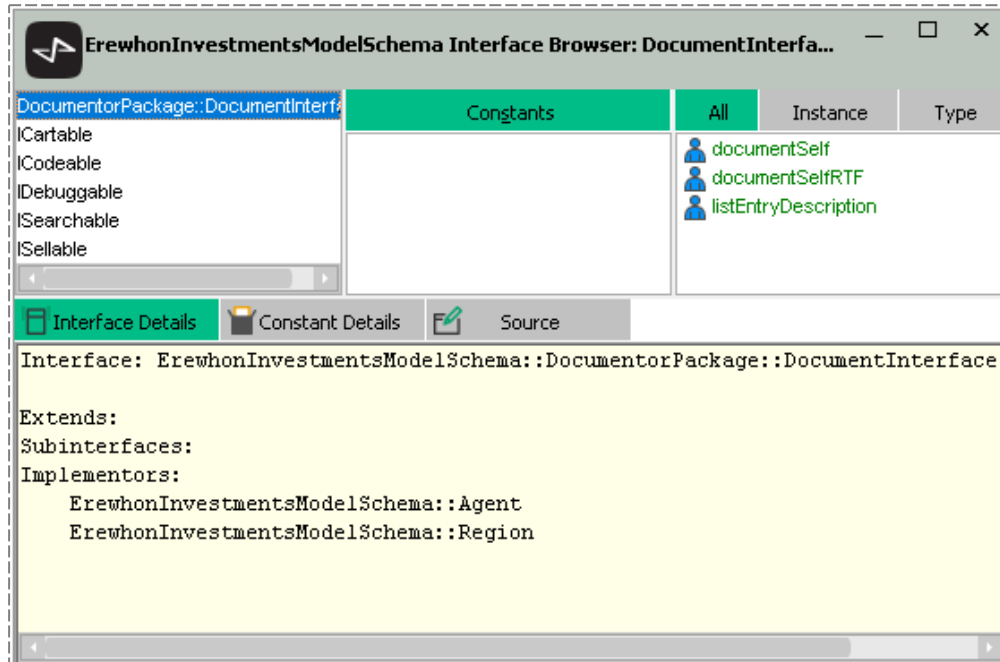 ErewhonInvestmentsModelSchema Interface Browser: DocumentInterfa...
DocumentorPackage::DocumentInterfa
ICartable
ICodeable
IDebuggable
ISearchable
ISellable
Constants
All
Instance
Type
documentSelf
documentSelfRTF
listEntryDescription
Interface Details
Constant Details
Source
Interface: ErewhonInvestmentsModelSchema::DocumentorPackage::DocumentInterface
Extends:
Subinterfaces:
Implementors:
ErewhonInvestmentsModelSchema::Agent
ErewhonInvestmentsModelSchema::Region